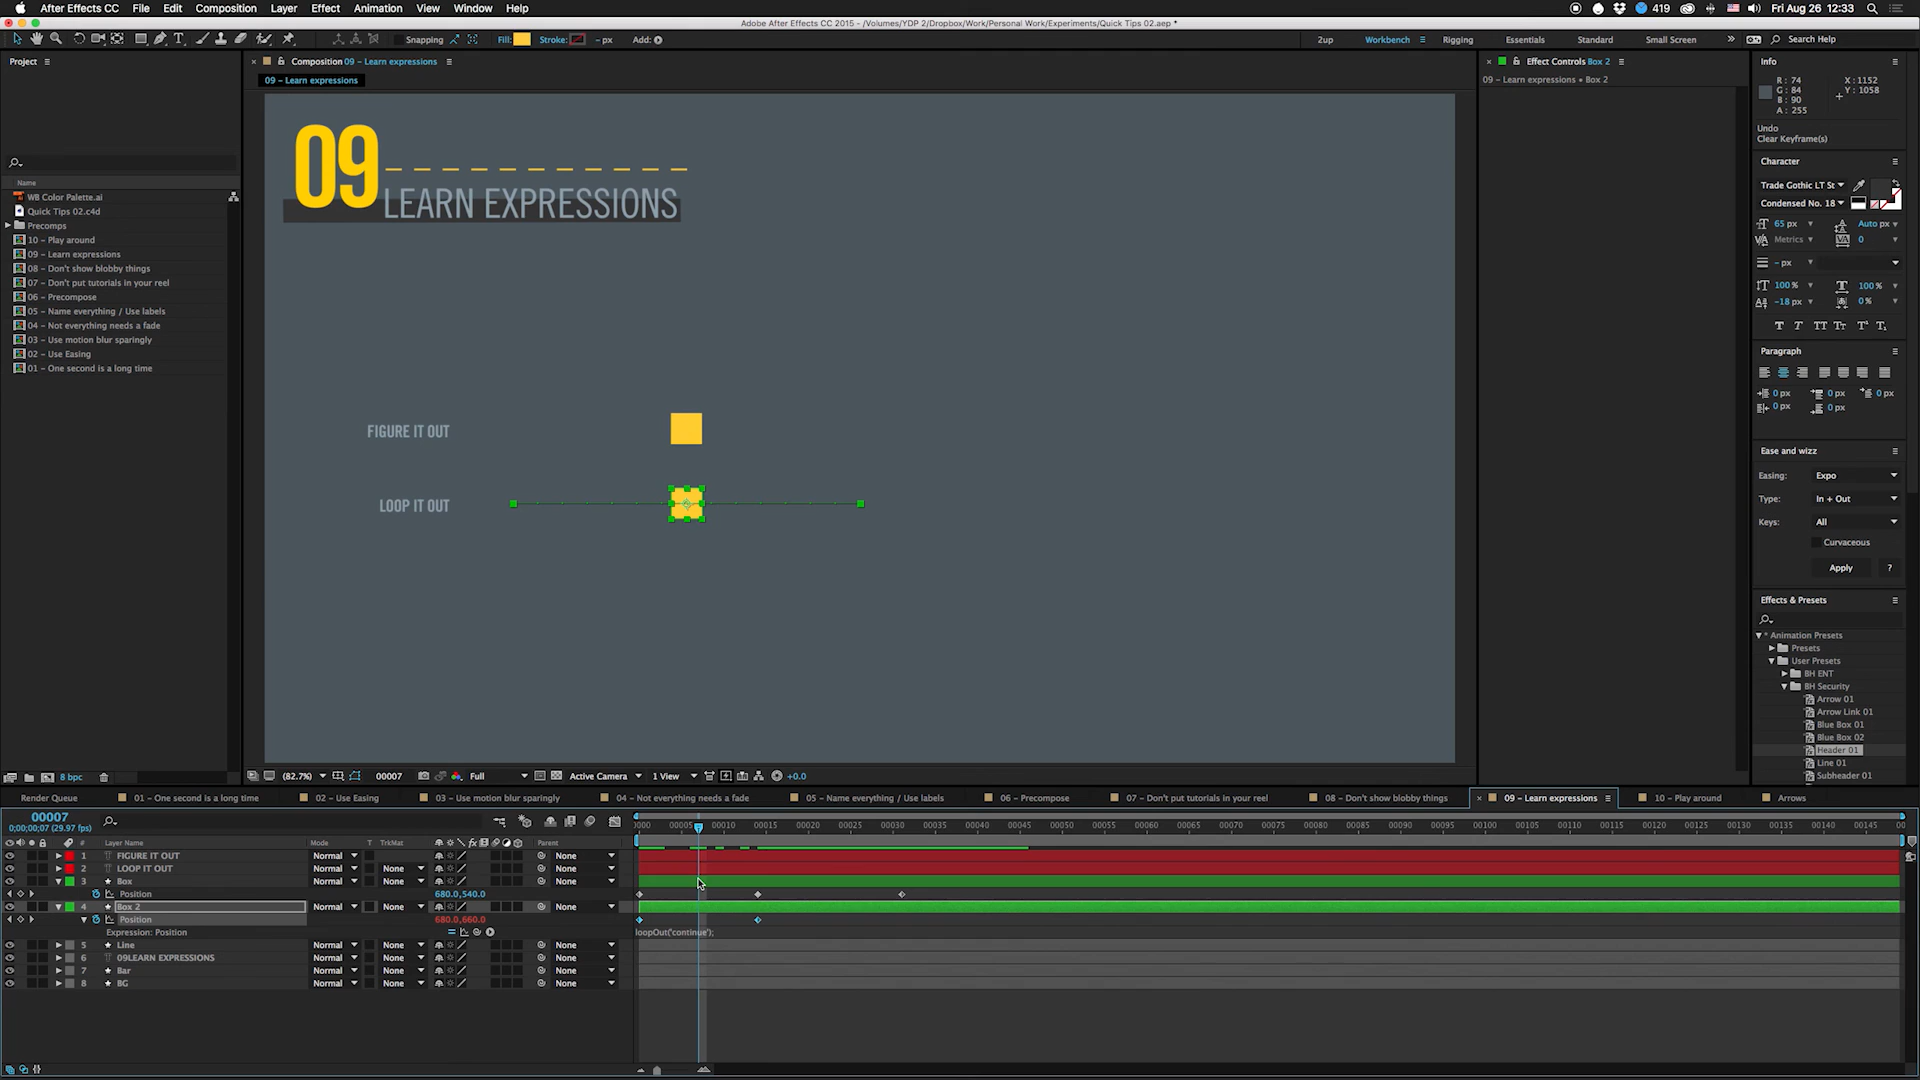 After Effects CC File Edit Composition Layer Effect Animation View Window Help
419 Fri Aug 26 12:33
Adobe After Effects CC 2015 - /Volumes/YDP 2/Dropbox/Work/Personal Work/Experiments/Quick Tips 02.aep *
Snapping Fill: Stroke: - px Add: 2up Workbench Rigging Essentials Standard Small Screen Search Help
Project
Name
WB Color Palette.ai
Quick Tips 02.c4d
Precomps
10 - Play around
09 - Learn expressions
08 - Don't show blobby things
07 - Don't put tutorials in your reel
06 - Precompose
05 - Name everything / Use labels
04 - Not everything needs a fade
03 - Use motion blur sparingly
02 - Use Easing
01 - One second is a long time
8 bpc
Composition 09 - Learn expressions
09 - Learn expressions
09
LEARN EXPRESSIONS
FIGURE IT OUT
LOOP IT OUT
(82.7%) 00007 Full Active Camera 1 View +0.0
Effect Controls Box 2
09 - Learn expressions • Box 2
Info
R : 74 X : 1152
G : 84 Y : 1058
B : 90
A : 255
Undo
Clear Keyframe(s)
Character
Trade Gothic LT St
Condensed No. 18
65 px Auto px
Metrics 0
- px
100 % 100 %
-18 px 0 %
T T TT Tt T¹ T₁
Paragraph
0 px 0 px 0 px
0 px 0 px
Ease and wizz
Easing: Expo
Type: In + Out
Keys: All
Curvaceous
Apply ?
Effects & Presets
* Animation Presets
Presets
User Presets
BH ENT
BH Security
Arrow 01
Arrow Link 01
Blue Box 01
Blue Box 02
Header 01
Line 01
Subheader 01
Render Queue 01 - One second is a long time 02 - Use Easing 03 - Use motion blur sparingly 04 - Not everything needs a fade 05 - Name everything / Use labels 06 - Precompose 07 - Don't put tutorials in your reel 08 - Don't show blobby things 09 - Learn expressions 10 - Play around Arrows
00007
0;00;00;07 (29.97 fps)
0000 00005 00010 00015 00020 00025 00030 00035 00040 00045 00050 00055 00060 00065 00070 00075 00080 00085 00090 00095 00100 00105 00110 00115 00120 00125 00130 00135 00140 00145 00
# Layer Name Mode T TrkMat Parent
1 FIGURE IT OUT Normal None
2 LOOP IT OUT Normal None None
3 Box Normal None None
Position 680.0,540.0
4 Box 2 Normal None None
Position 680.0,660.0
Expression: Position loopOut('continue');
5 Line Normal None None
6 09LEARN EXPRESSIONS Normal None None
7 Bar Normal None None
8 BG Normal None None